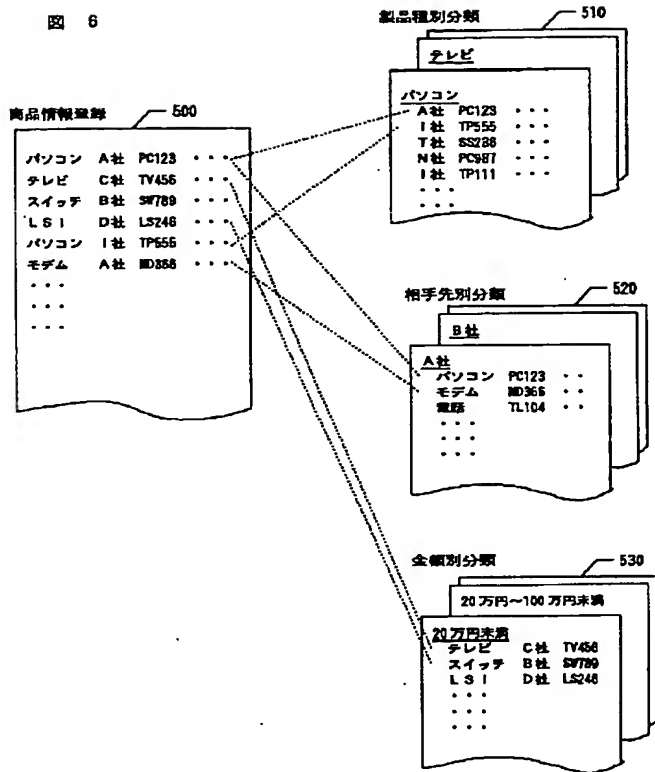 図 6
商品情報登録 500
パソコン A社 PC123 ・・・
テレビ C社 TV456 ・・・
スイッチ B社 SW789 ・・・
LSI D社 LS246 ・・・
パソコン I社 TP555 ・・・
モデム A社 MD366 ・・・
・・・
・・・
・・・
製品種別分類 510
テレビ
パソコン
A社 PC123 ・・・
I社 TP555 ・・・
T社 SS286 ・・・
N社 PC987 ・・・
I社 TP111 ・・・
・・・
・・・
相手先別分類 520
B社
A社
パソコン PC123 ・・
モデム MD366 ・・
電話 TL104 ・・
・・・
・・・
・・・
金額別分類 530
20万円~100万円未満
20万円未満
テレビ C社 TV456
スイッチ B社 SW789
LSI D社 LS246
・・・
・・・
・・・